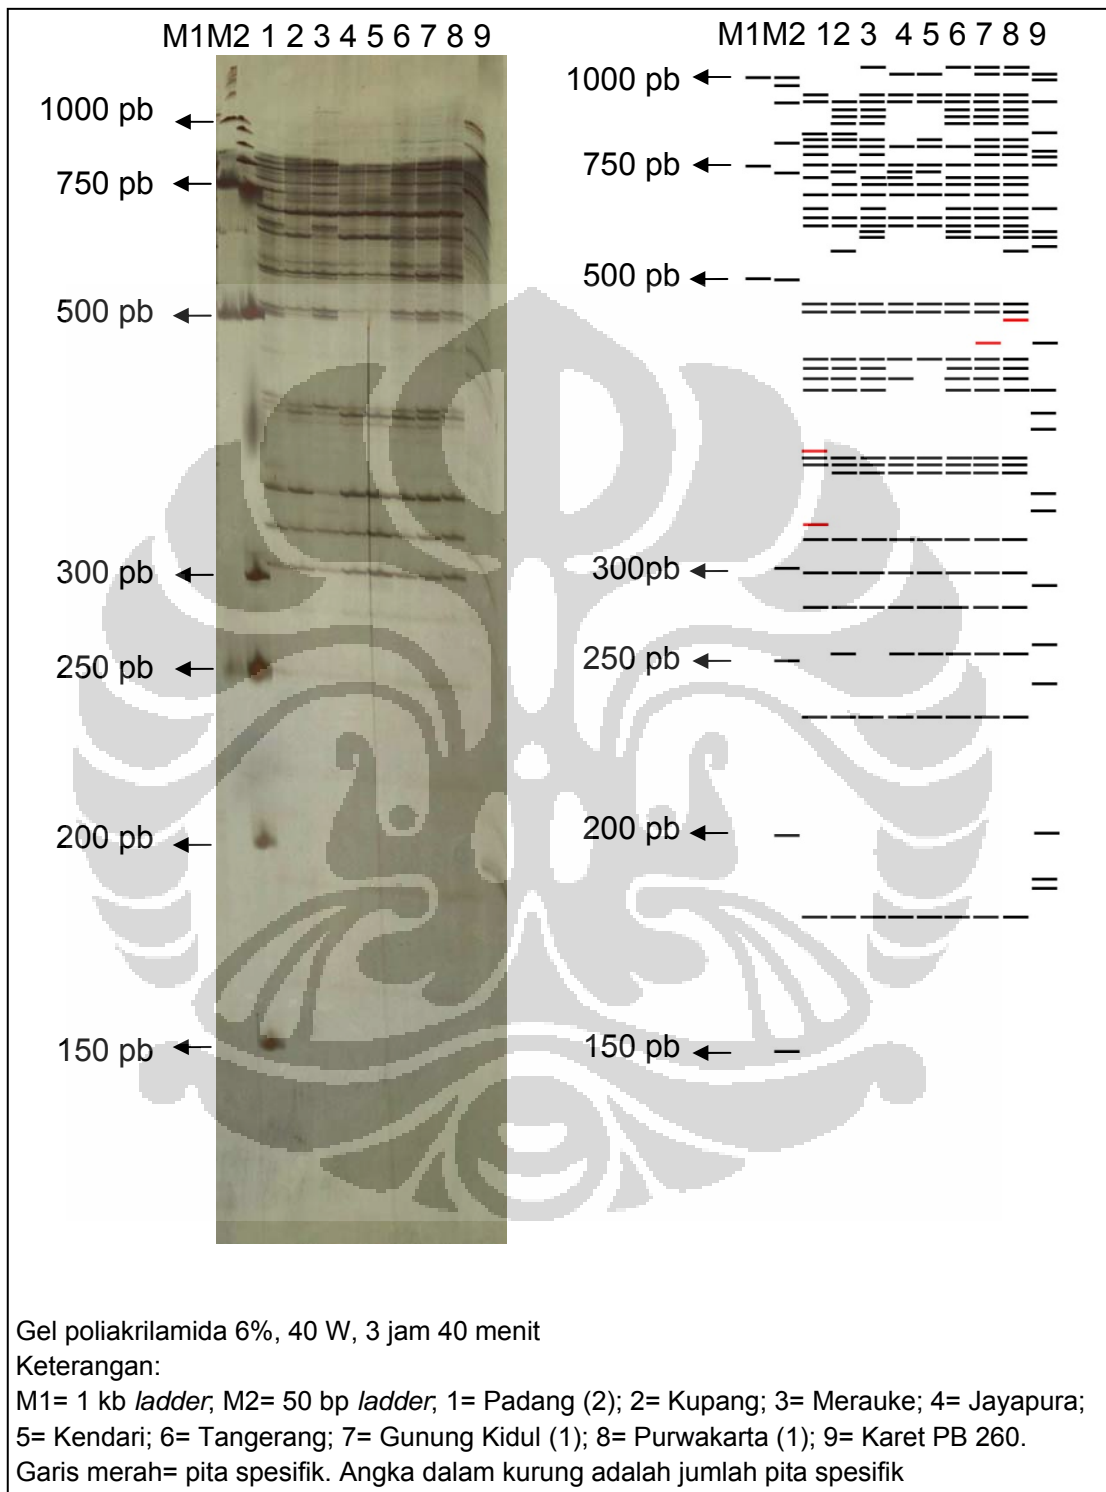 M1M2 1 2 3 4 5 6 7 8 9
1000 pb
750 pb
500 pb
300 pb
250 pb
200 pb
150 pb
M1M2 12 3 4 5 6 7 8 9
1000 pb
750 pb
500 pb
300pb
250 pb
200 pb
150 pb
Gel poliakrilamida 6%, 40 W, 3 jam 40 menit
Keterangan:
M1= 1 kb ladder; M2= 50 bp ladder; 1= Padang (2); 2= Kupang; 3= Merauke; 4= Jayapura;
5= Kendari; 6= Tangerang; 7= Gunung Kidul (1); 8= Purwakarta (1); 9= Karet PB 260.
Garis merah= pita spesifik. Angka dalam kurung adalah jumlah pita spesifik